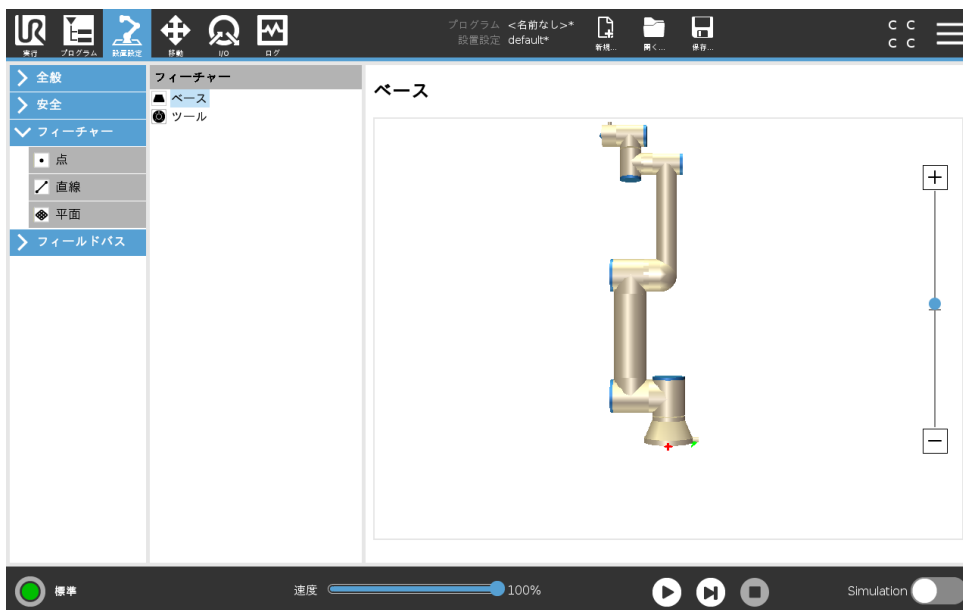 UR
実行
プログラム
設置設定
移動
I/O
ログ
プログラム <名前なし>*
設置設定 default*
新規...
開く...
保存...
C C
C C
全般
安全
フィーチャー
点
直線
平面
フィールドバス
フィーチャー
ベース
ツール
ベース
標準
速度
100%
Simulation